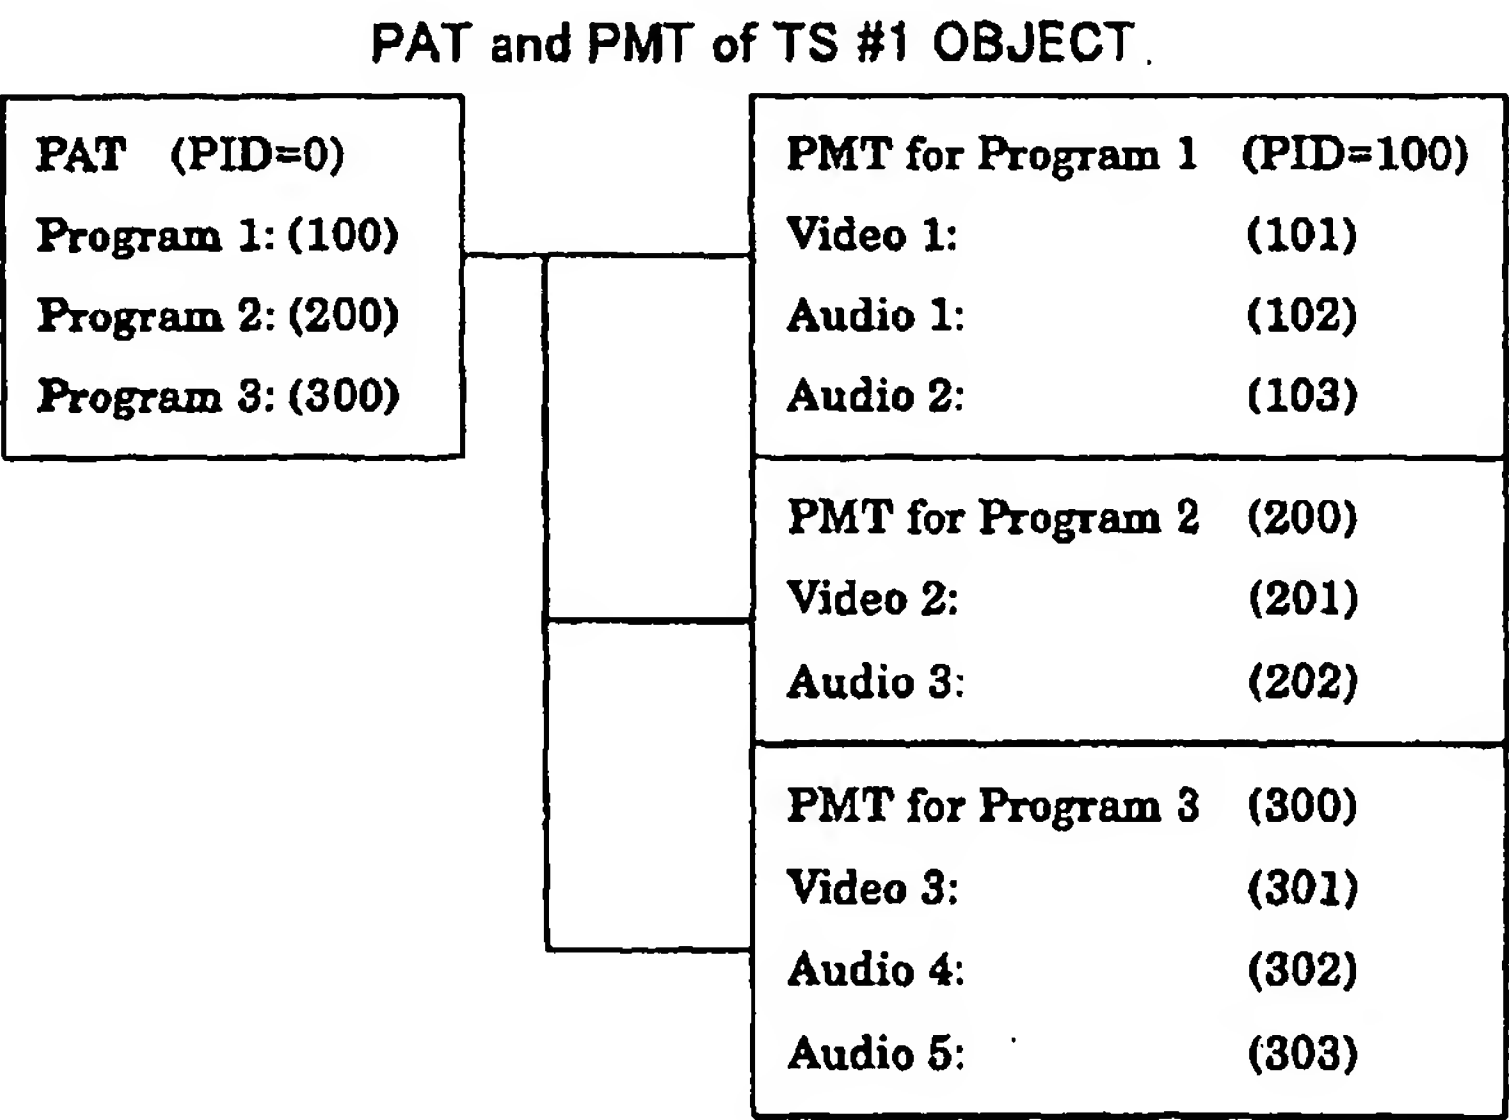 PAT and PMT of TS #1 OBJECT
PAT (PID=0)
Program 1: (100)
Program 2: (200)
Program 3: (300)
PMT for Program 1 (PID=100)
Video 1: (101)
Audio 1: (102)
Audio 2: (103)
PMT for Program 2 (200)
Video 2: (201)
Audio 3: (202)
PMT for Program 3 (300)
Video 3: (301)
Audio 4: (302)
Audio 5: (303)